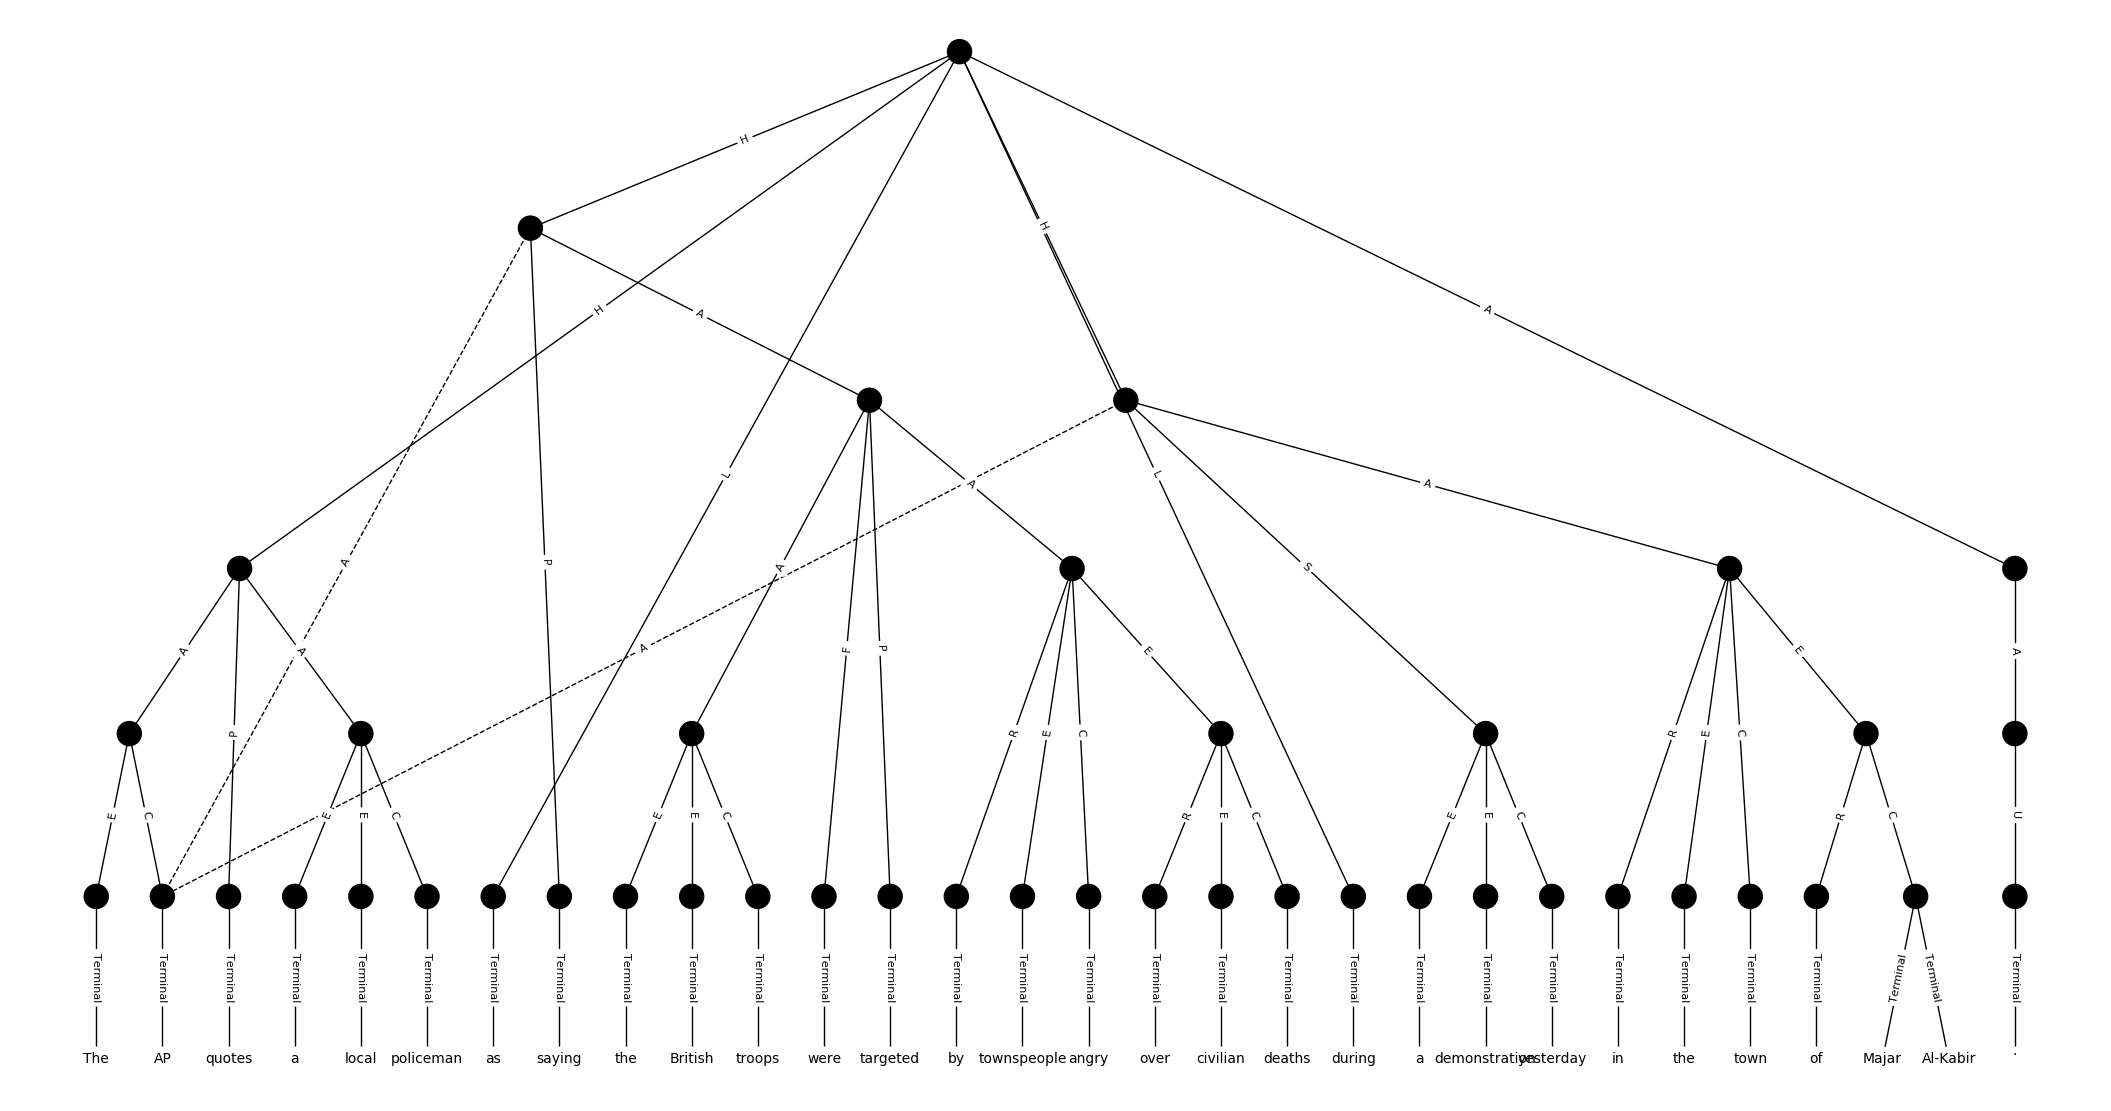 H
H
H
A
A
L
L
A
A
A
P
A
S
A
A
A
F
P
A
E
E
A
P
R
E
C
R
E
C
E
C
E
E
C
E
E
C
R
E
C
E
E
C
R
C
U
Terminal Terminal Terminal Terminal Terminal Terminal Terminal Terminal Terminal Terminal Terminal Terminal Terminal Terminal Terminal Terminal Terminal Terminal Terminal Terminal Terminal Terminal Terminal Terminal Terminal Terminal Terminal Terminal Terminal Terminal
The AP quotes a local policeman as saying the British troops were targeted by townspeople angry over civilian deaths during a demonstration yesterday in the town of Majar Al-Kabir .